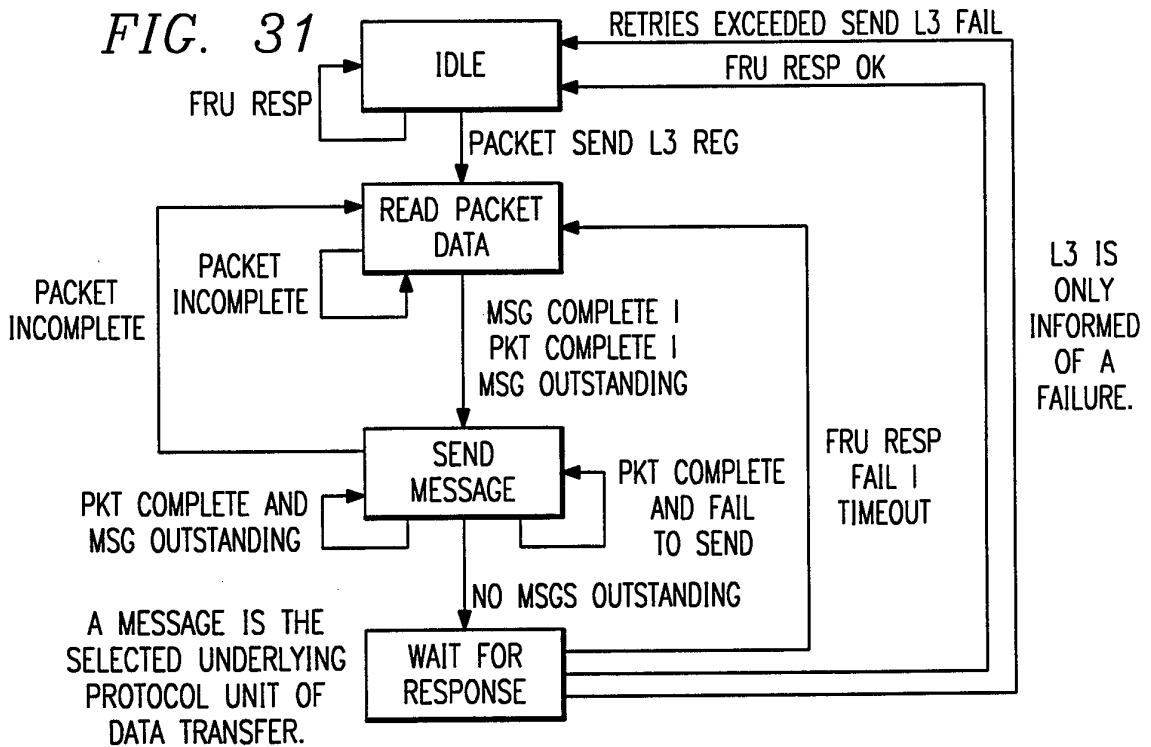 FIG. 31
RETRIES EXCEEDED SEND L3 FAIL
IDLE
FRU RESP OK
FRU RESP
PACKET SEND L3 REG
READ PACKET
DATA
PACKET
INCOMPLETE
PACKET
INCOMPLETE
MSG COMPLETE |
PKT COMPLETE |
MSG OUTSTANDING
L3 IS
ONLY
INFORMED
OF A
FAILURE.
SEND
MESSAGE
PKT COMPLETE AND
MSG OUTSTANDING
PKT COMPLETE
AND FAIL
TO SEND
FRU RESP
FAIL |
TIMEOUT
NO MSGS OUTSTANDING
A MESSAGE IS THE
SELECTED UNDERLYING
PROTOCOL UNIT OF
DATA TRANSFER.
WAIT FOR
RESPONSE